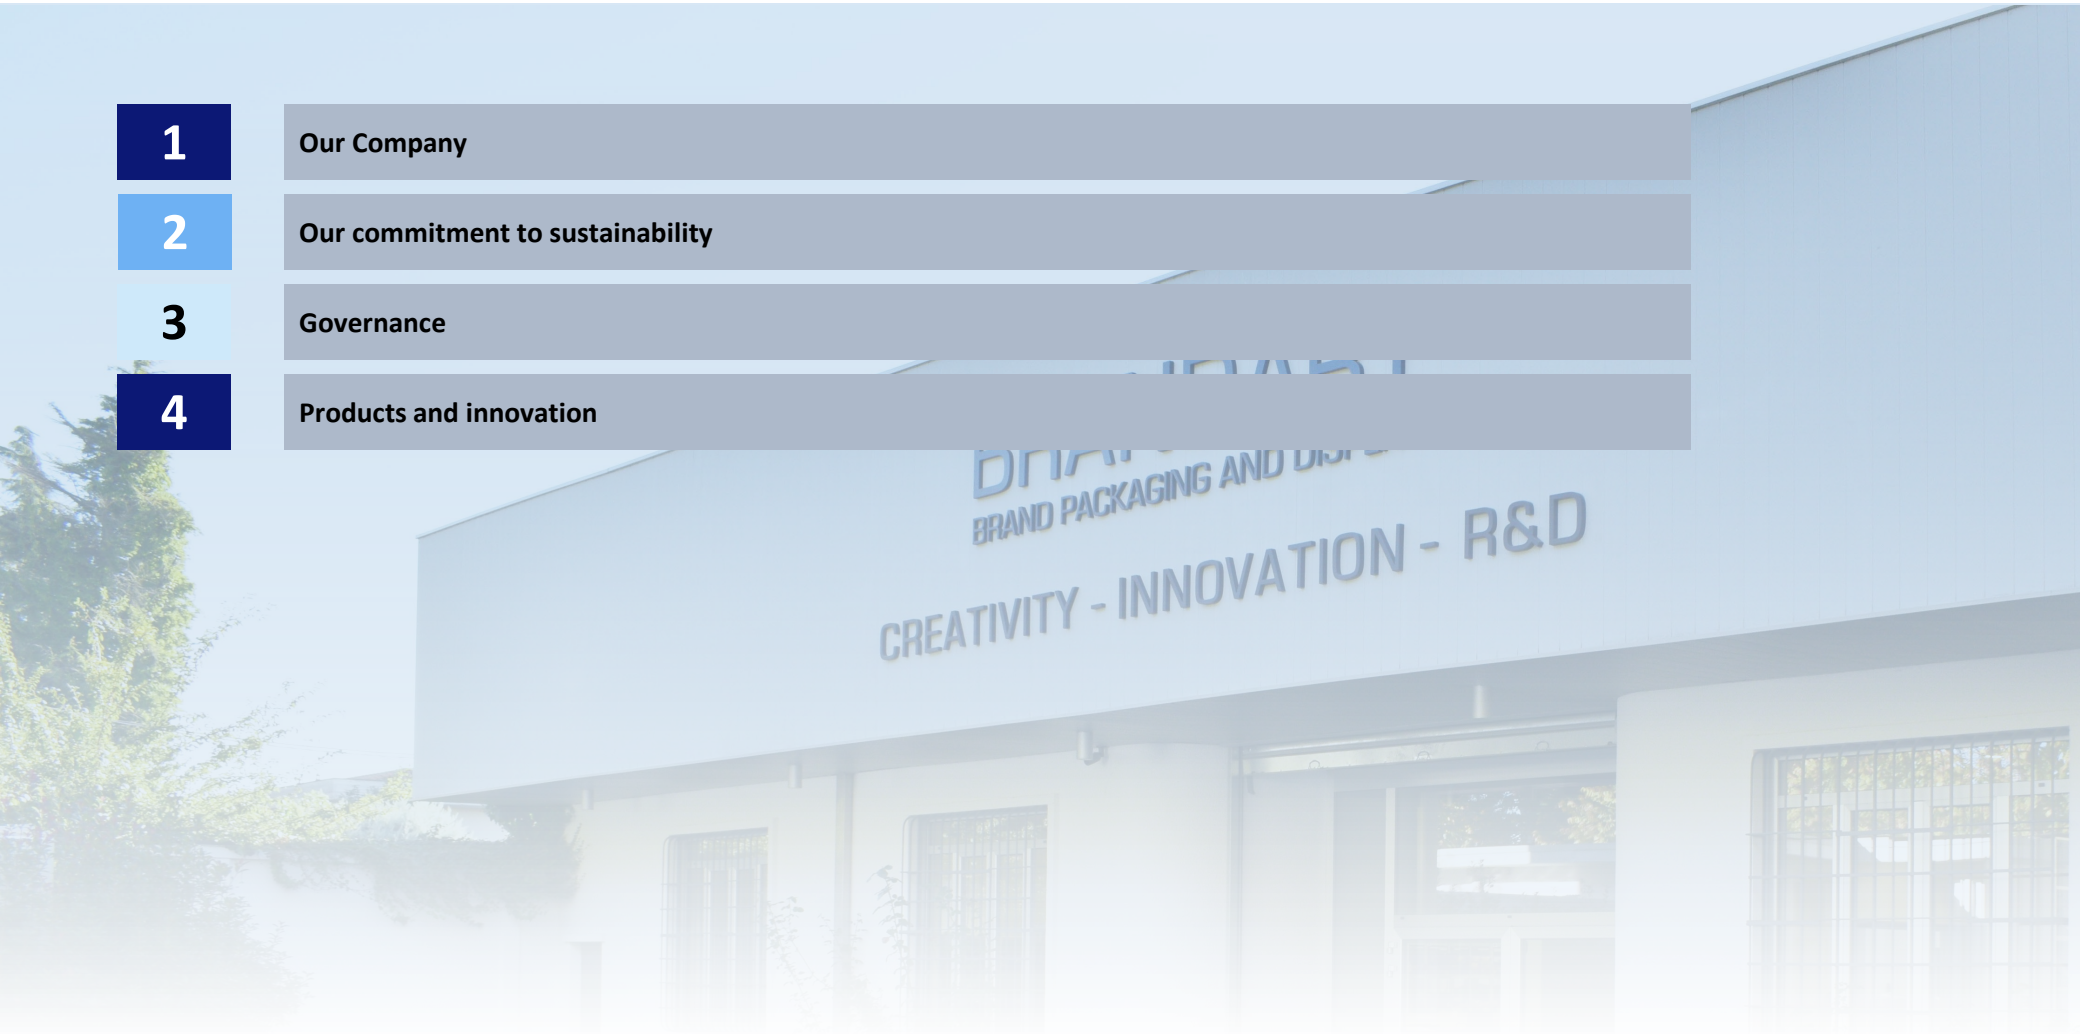 1 Our Company
2 Our commitment to sustainability
3 Governance
4 Products and innovation
BRAND PACKAGING AND
CREATIVITY - INNOVATION - R&D